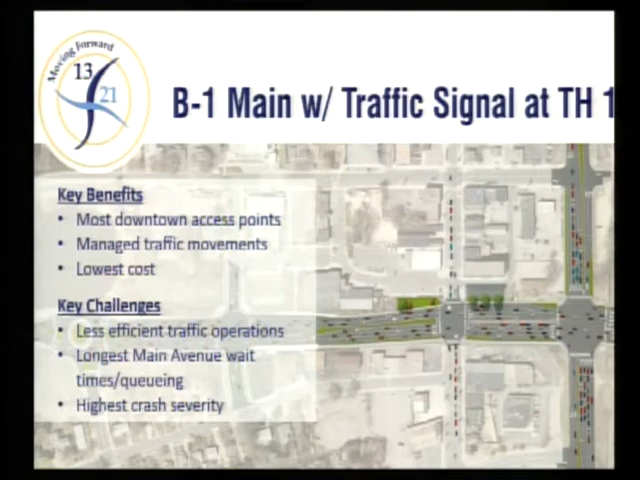 Moving Forward
13
21
B-1 Main w/ Traffic Signal at TH 1
Key Benefits
• Most downtown access points
• Managed traffic movements
• Lowest cost
Key Challenges
• Less efficient traffic operations
• Longest Main Avenue wait
times/queueing
• Highest crash severity